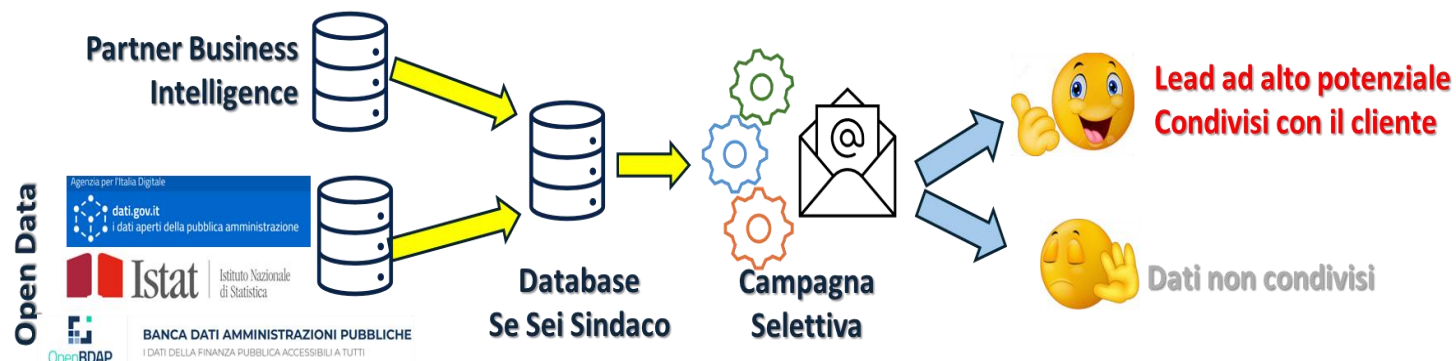 Partner Business
Intelligence
Open Data
Agenzia per l'Italia Digitale
dati.gov.it
i dati aperti della pubblica amministrazione
Istat
Istituto Nazionale
di Statistica
OpenBDAP
BANCA DATI AMMINISTRAZIONI PUBBLICHE
I DATI DELLA FINANZA PUBBLICA ACCESSIBILI A TUTTI
Database
Se Sei Sindaco
@
Campagna
Selettiva
Lead ad alto potenziale
Condivisi con il cliente
Dati non condivisi